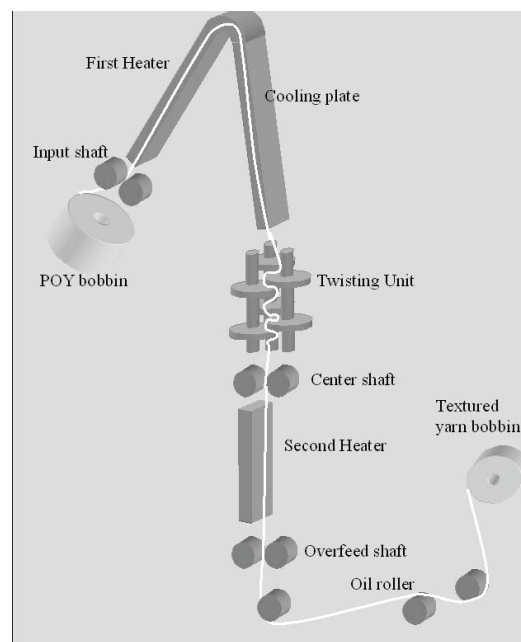 First Heater
Cooling plate
Input shaft
POY bobbin
Twisting Unit
Center shaft
Textured
yarn bobbin
Second Heater
Overfeed shaft
Oil roller